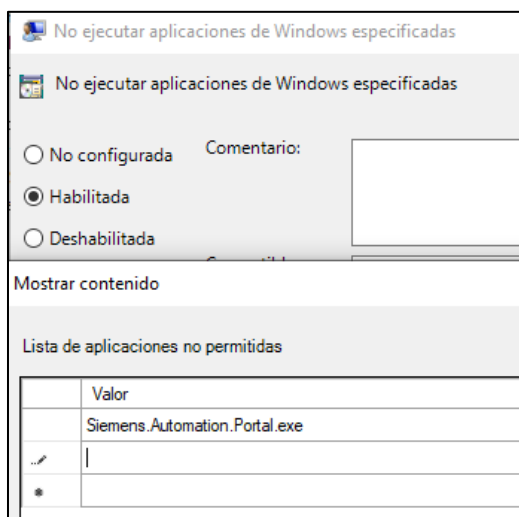 No ejecutar aplicaciones de Windows especificadas
No ejecutar aplicaciones de Windows especificadas
No configurada
Comentario:
Habilitada
Deshabilitada
Mostrar contenido
Lista de aplicaciones no permitidas
Valor
Siemens.Automation.Portal.exe